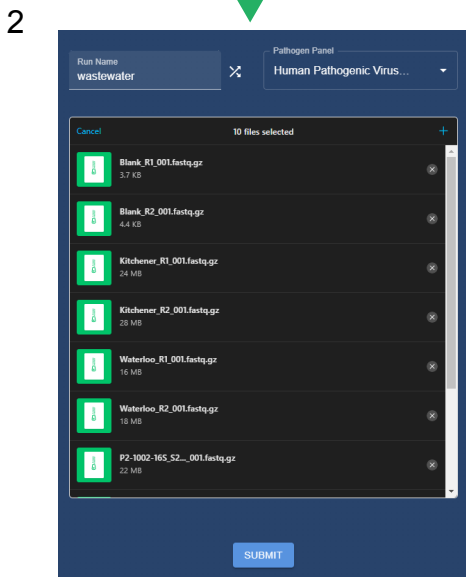 2
Run Name
wastewater
Pathogen Panel
Human Pathogenic Virus...
Cancel
10 files selected
+
Blank_R1_001.fastq.gz
3.7 KB
Blank_R2_001.fastq.gz
4.4 KB
Kitchener_R1_001.fastq.gz
24 MB
Kitchener_R2_001.fastq.gz
28 MB
Waterloo_R1_001.fastq.gz
16 MB
Waterloo_R2_001.fastq.gz
18 MB
P2-1002-16S_S2..._001.fastq.gz
22 MB
SUBMIT